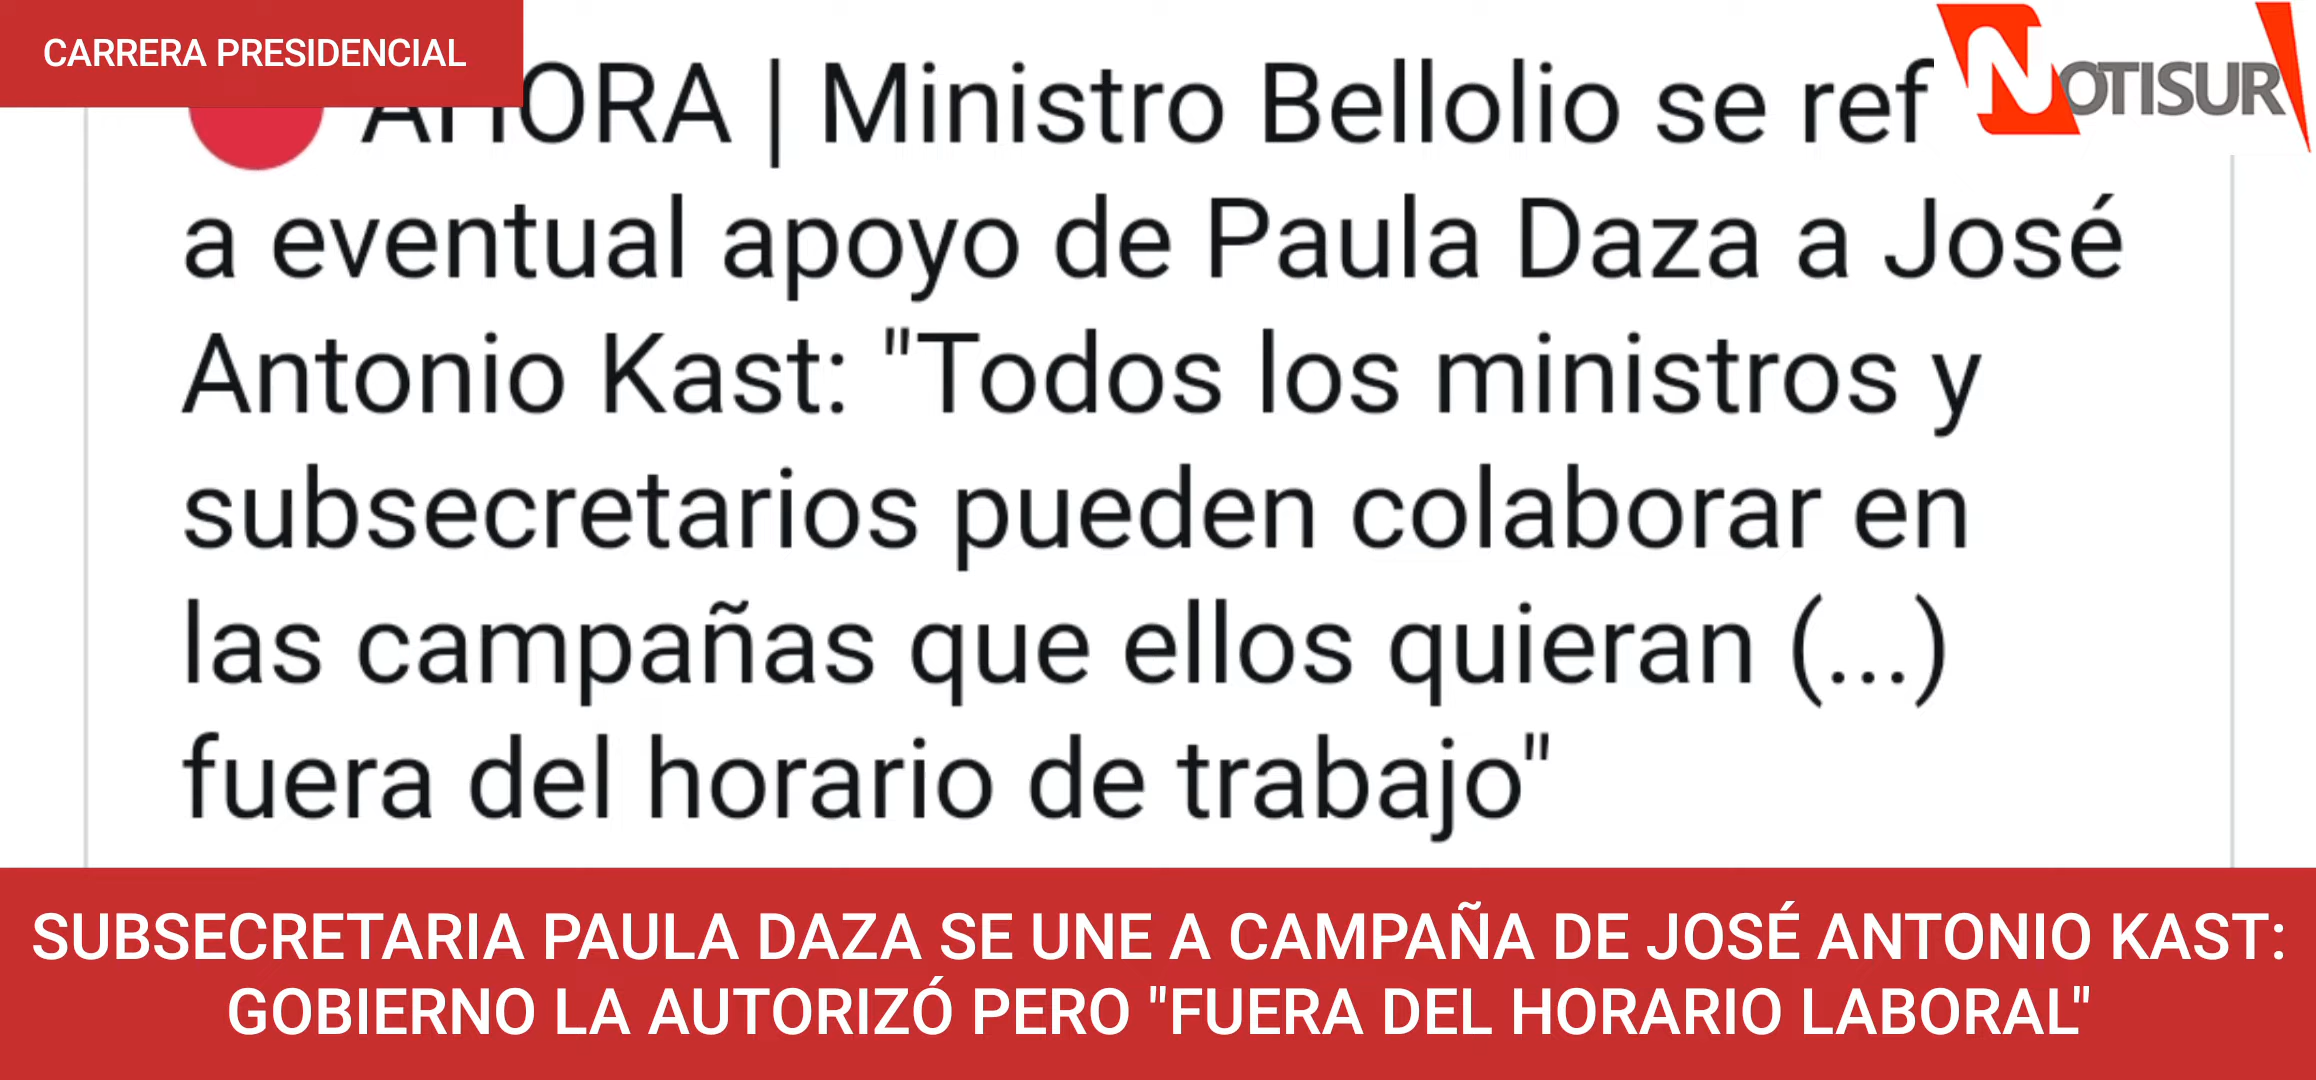 CARRERA PRESIDENCIAL
NOTISUR
AHORA | Ministro Bellolio se ref
a eventual apoyo de Paula Daza a José
Antonio Kast: "Todos los ministros y
subsecretarios pueden colaborar en
las campañas que ellos quieran (...)
fuera del horario de trabajo"
SUBSECRETARIA PAULA DAZA SE UNE A CAMPAÑA DE JOSÉ ANTONIO KAST:
GOBIERNO LA AUTORIZÓ PERO "FUERA DEL HORARIO LABORAL"